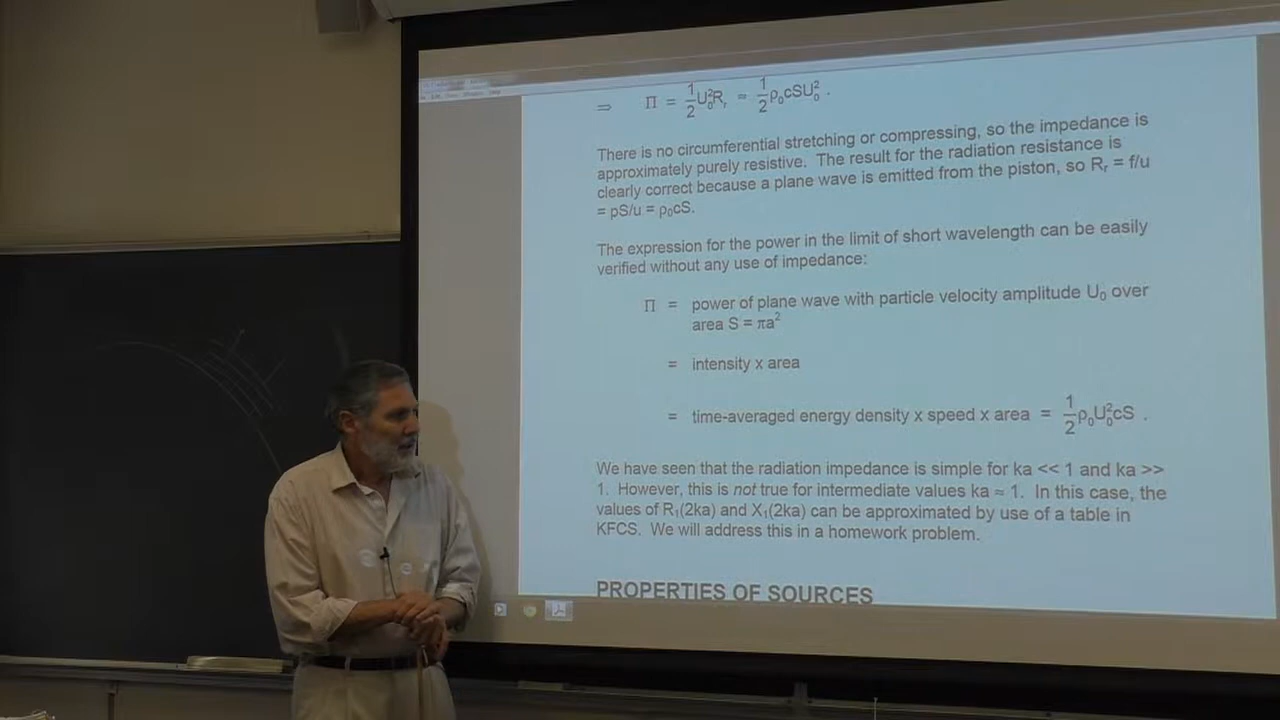 ⇒ Π = 1/2 U₀²Rᵣ = 1/2 ρ₀cSU₀² .
There is no circumferential stretching or compressing, so the impedance is
approximately purely resistive. The result for the radiation resistance is
clearly correct because a plane wave is emitted from the piston, so Rᵣ = f/u
= pS/u = ρ₀cS.
The expression for the power in the limit of short wavelength can be easily
verified without any use of impedance:
Π = power of plane wave with particle velocity amplitude U₀ over
area S = πa²
= intensity x area
= time-averaged energy density x speed x area = 1/2 ρ₀U₀²cS .
We have seen that the radiation impedance is simple for ka << 1 and ka >>
1. However, this is not true for intermediate values ka ≈ 1. In this case, the
values of R₁(2ka) and X₁(2ka) can be approximated by use of a table in
KFCS. We will address this in a homework problem.
PROPERTIES OF SOURCES